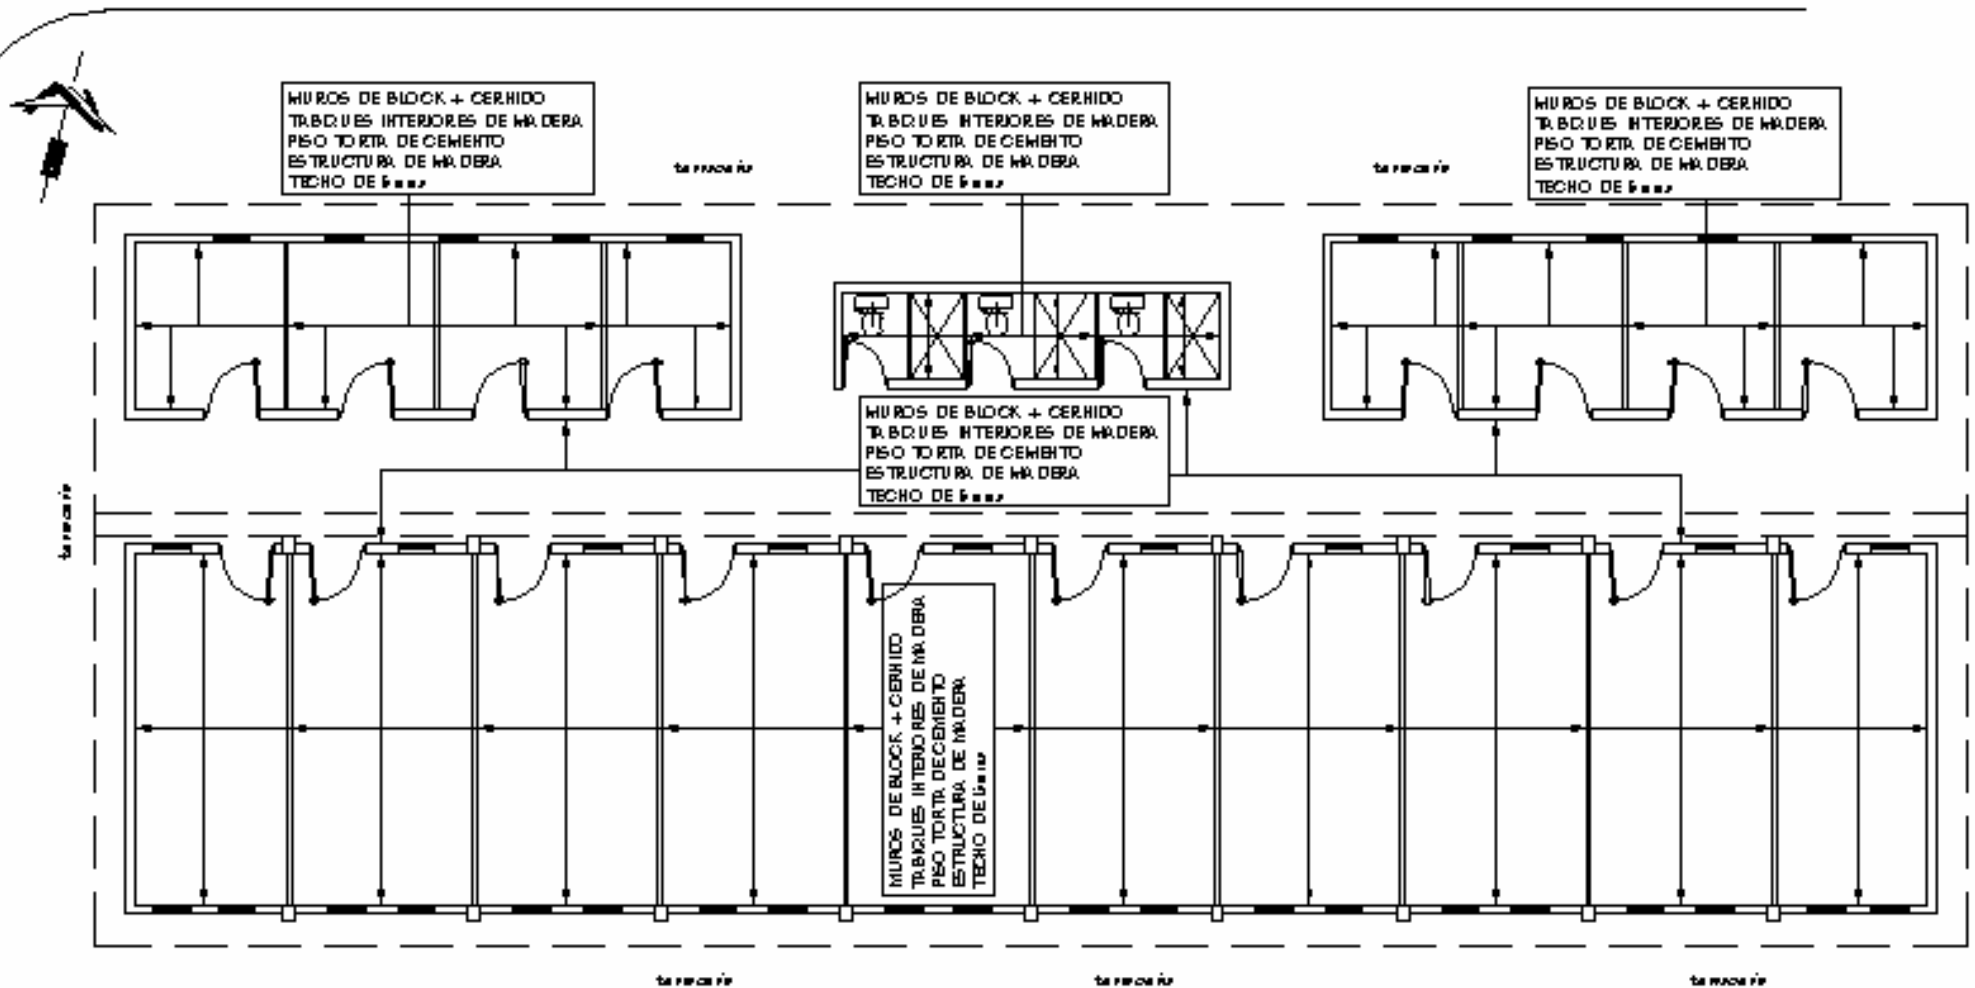 MUROS DE BLOCK + CERNIDO
TABIQUES INTERIORES DE MADERA
PISO TORTA DE CEMENTO
ESTRUCTURA DE MADERA
TECHO DE
MUROS DE BLOCK + CERNIDO
TABIQUES INTERIORES DE MADERA
PISO TORTA DE CEMENTO
ESTRUCTURA DE MADERA
TECHO DE
MUROS DE BLOCK + CERNIDO
TABIQUES INTERIORES DE MADERA
PISO TORTA DE CEMENTO
ESTRUCTURA DE MADERA
TECHO DE
MUROS DE BLOCK + CERNIDO
TABIQUES INTERIORES DE MADERA
PISO TORTA DE CEMENTO
ESTRUCTURA DE MADERA
TECHO DE
MUROS DE BLOCK + CERNIDO
TABIQUES INTERIORES DE MADERA
PISO TORTA DE CEMENTO
ESTRUCTURA DE MADERA
TECHO DE